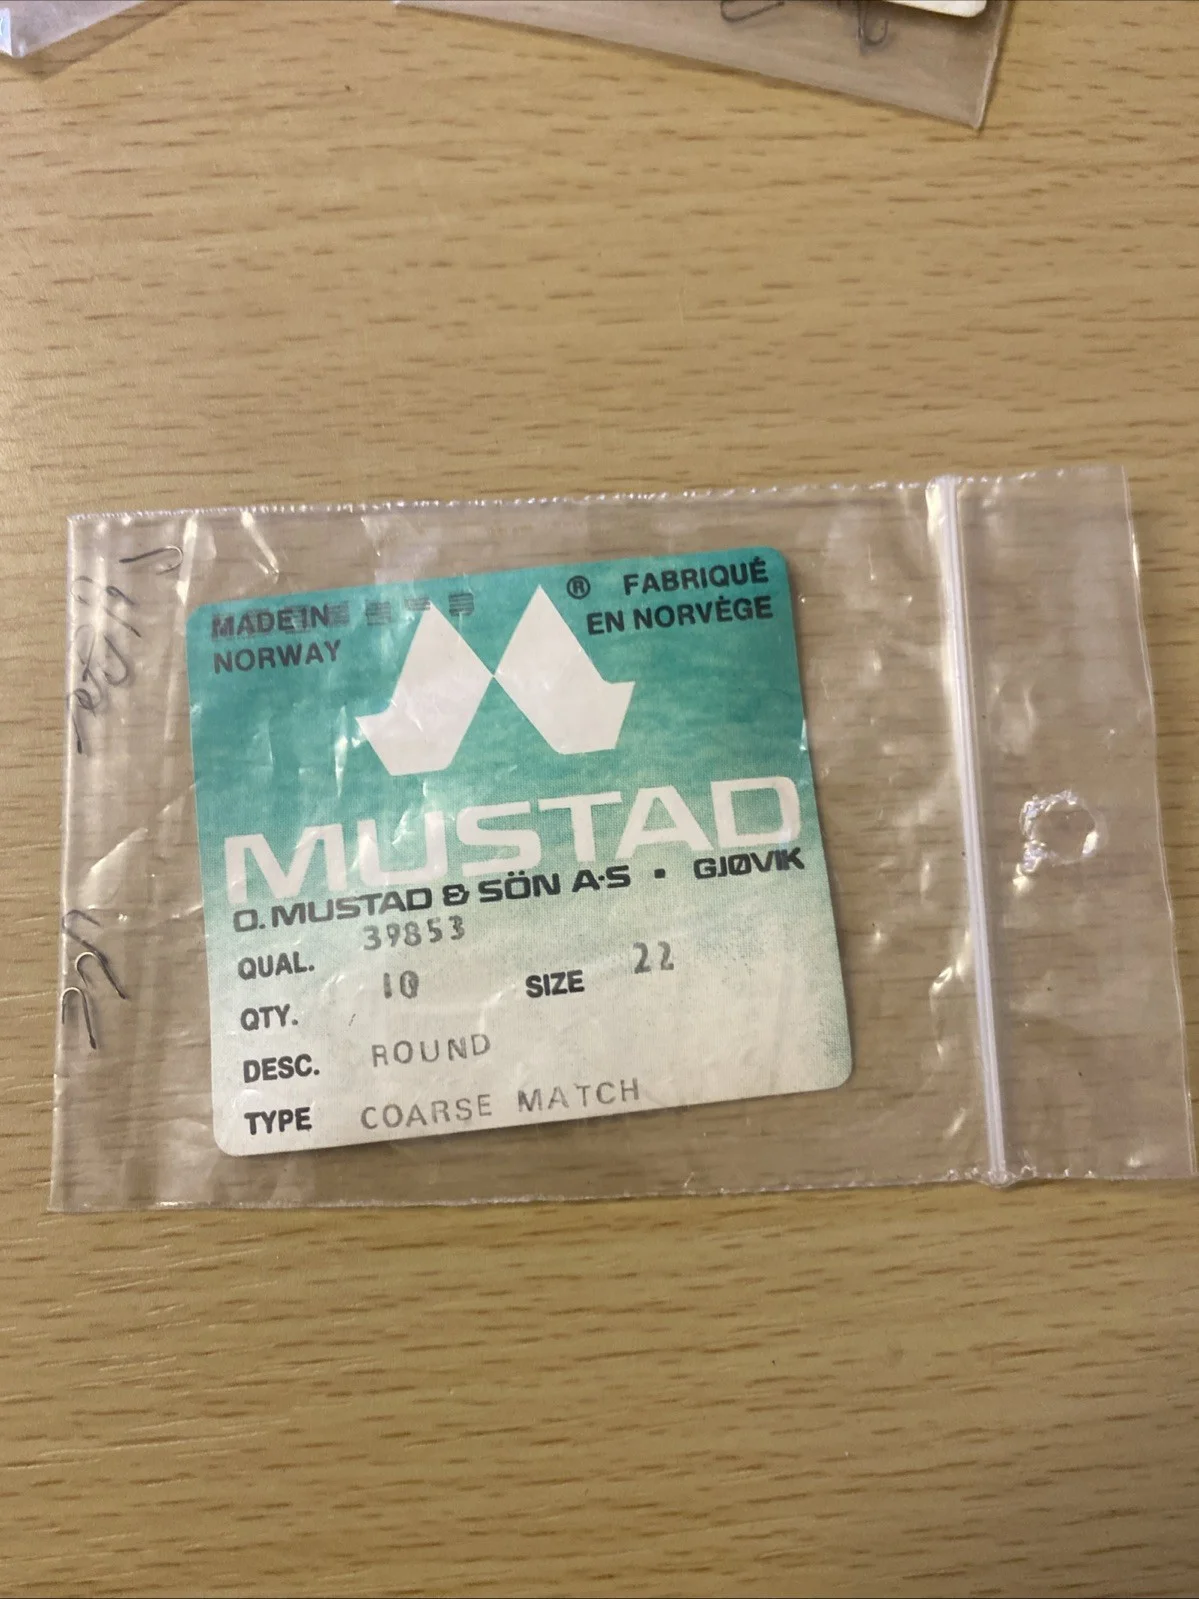 MADE IN
NORWAY
® FABRIQUÉ
EN NORVÈGE
MUSTAD
O. MUSTAD & SÖN A·S · GJØVIK
QUAL. 39853
QTY. 10 SIZE 22
DESC. ROUND
TYPE COARSE MATCH